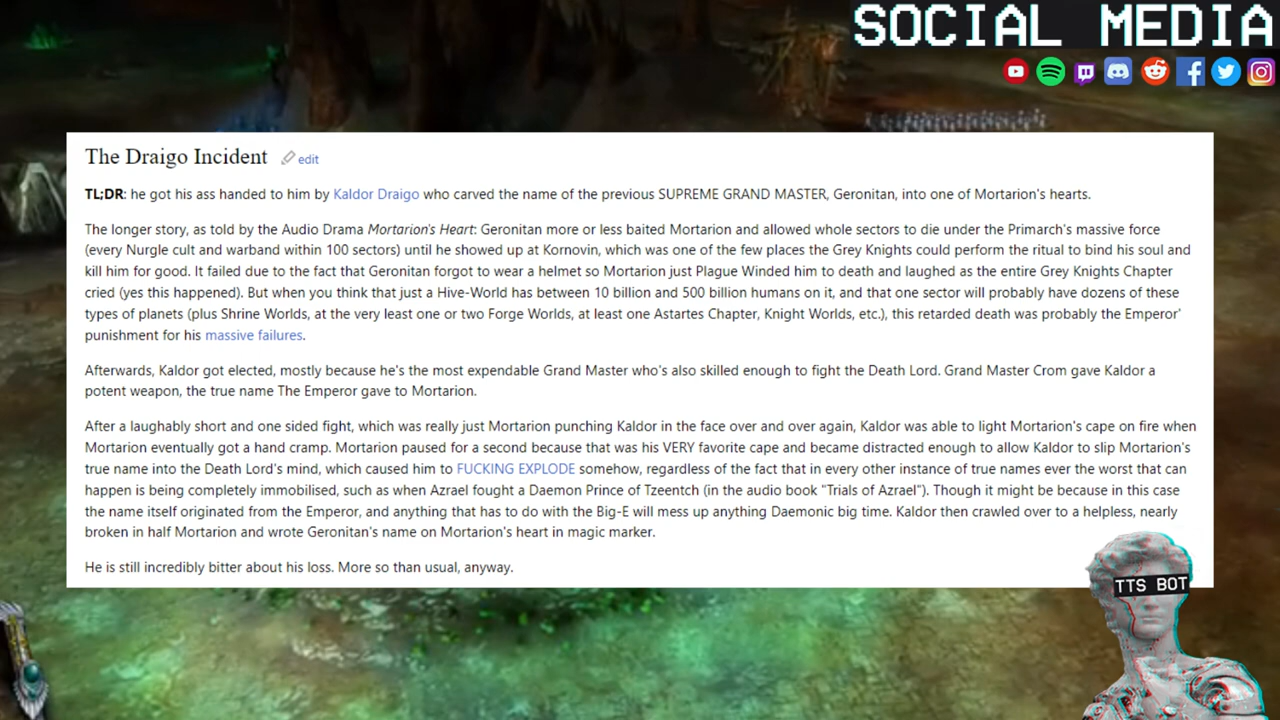 SOCIAL MEDIA
The Draigo Incident edit
TL;DR: he got his ass handed to him by Kaldor Draigo who carved the name of the previous SUPREME GRAND MASTER, Geronitan, into one of Mortarion's hearts.
The longer story, as told by the Audio Drama Mortarion's Heart: Geronitan more or less baited Mortarion and allowed whole sectors to die under the Primarch's massive force
(every Nurgle cult and warband within 100 sectors) until he showed up at Kornovin, which was one of the few places the Grey Knights could perform the ritual to bind his soul and
kill him for good. It failed due to the fact that Geronitan forgot to wear a helmet so Mortarion just Plague Winded him to death and laughed as the entire Grey Knights Chapter
cried (yes this happened). But when you think that just a Hive-World has between 10 billion and 500 billion humans on it, and that one sector will probably have dozens of these
types of planets (plus Shrine Worlds, at the very least one or two Forge Worlds, at least one Astartes Chapter, Knight Worlds, etc.), this retarded death was probably the Emperor'
punishment for his massive failures.
Afterwards, Kaldor got elected, mostly because he's the most expendable Grand Master who's also skilled enough to fight the Death Lord. Grand Master Crom gave Kaldor a
potent weapon, the true name The Emperor gave to Mortarion.
After a laughably short and one sided fight, which was really just Mortarion punching Kaldor in the face over and over again, Kaldor was able to light Mortarion's cape on fire when
Mortarion eventually got a hand cramp. Mortarion paused for a second because that was his VERY favorite cape and became distracted enough to allow Kaldor to slip Mortarion's
true name into the Death Lord's mind, which caused him to FUCKING EXPLODE somehow, regardless of the fact that in every other instance of true names ever the worst that can
happen is being completely immobilised, such as when Azrael fought a Daemon Prince of Tzeentch (in the audio book "Trials of Azrael"). Though it might be because in this case
the name itself originated from the Emperor, and anything that has to do with the Big-E will mess up anything Daemonic big time. Kaldor then crawled over to a helpless, nearly
broken in half Mortarion and wrote Geronitan's name on Mortarion's heart in magic marker.
He is still incredibly bitter about his loss. More so than usual, anyway.
TTS BOT